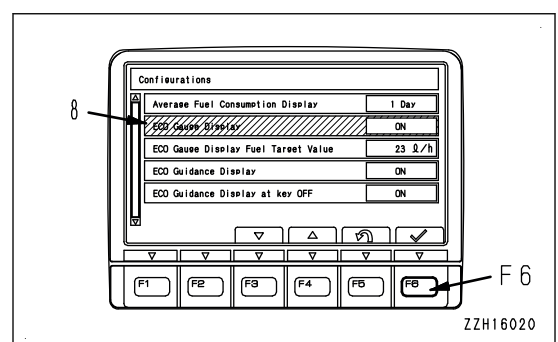 Configurations
8
Average Fuel Consumption Display 1 Day
ECO Gauge Display ON
ECO Gauge Display Fuel Target Value 23 ℓ/h
ECO Guidance Display ON
ECO Guidance Display at key OFF ON
F1 F2 F3 F4 F5 F6
F6
ZZH16020